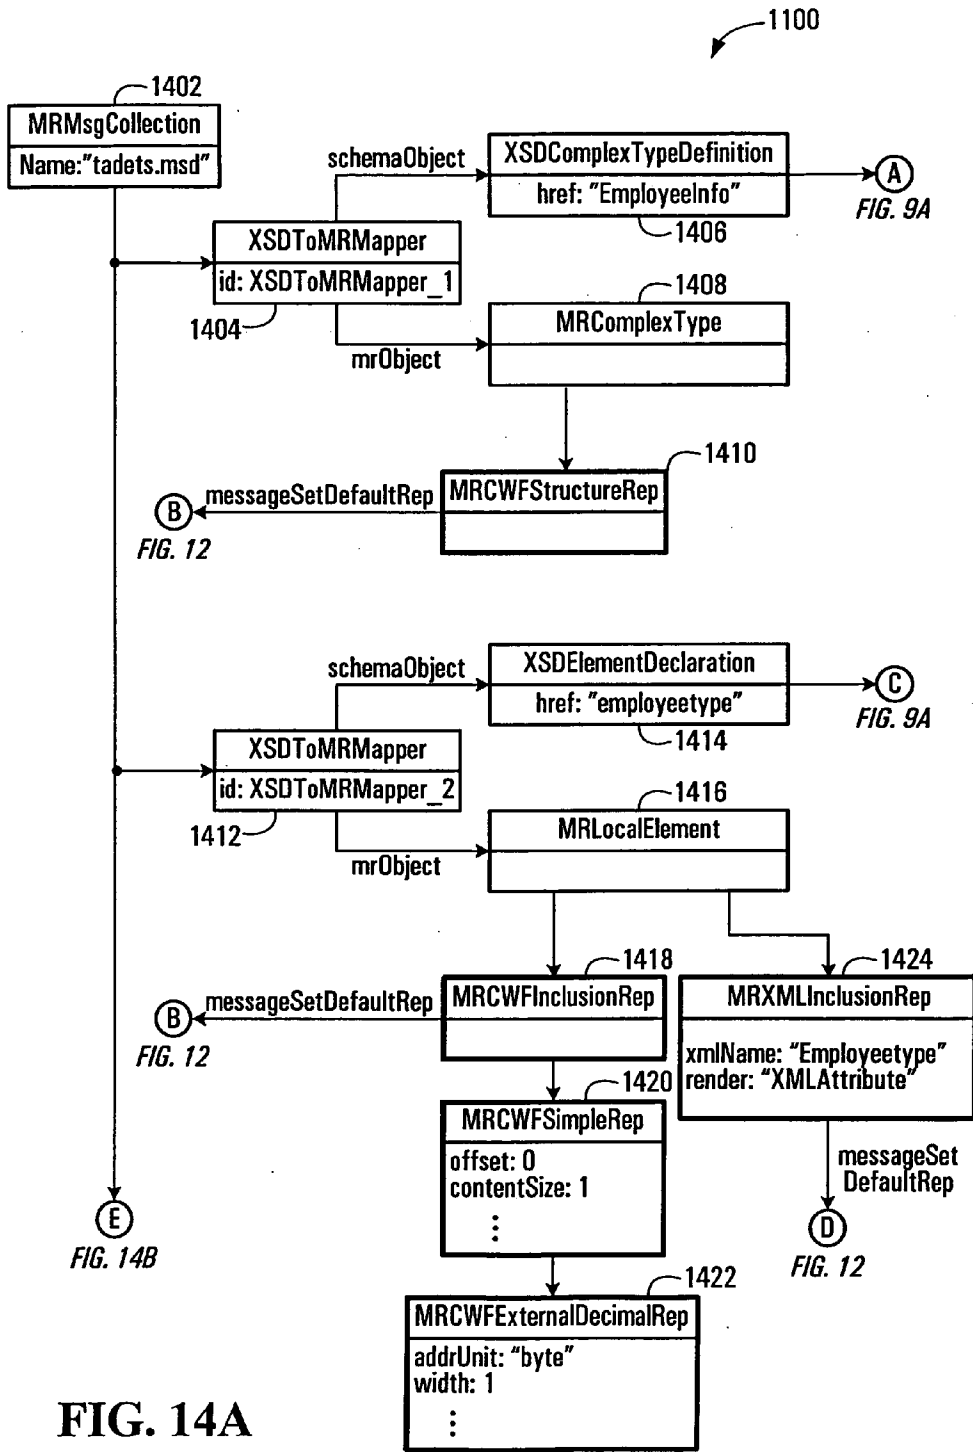 1100
1402
MRMsgCollection
Name:"tadets.msd"
schemaObject
XSDComplexTypeDefinition
href: "EmployeeInfo"
A
FIG. 9A
1406
XSDToMRMapper
id: XSDToMRMapper_1
1404
1408
MRComplexType
mrObject
1410
MRCWFStructureRep
messageSetDefaultRep
B
FIG. 12
schemaObject
XSDElementDeclaration
href: "employeetype"
C
FIG. 9A
1414
XSDToMRMapper
id: XSDToMRMapper_2
1412
1416
MRLocalElement
mrObject
1418
MRCWFInclusionRep
messageSetDefaultRep
B
FIG. 12
1424
MRXMLInclusionRep
xmlName: "Employeetype"
render: "XMLAttribute"
1420
MRCWFSimpleRep
offset: 0
contentSize: 1
messageSet
DefaultRep
D
FIG. 12
E
FIG. 14B
1422
MRCWFExternalDecimalRep
addrUnit: "byte"
width: 1
FIG. 14A